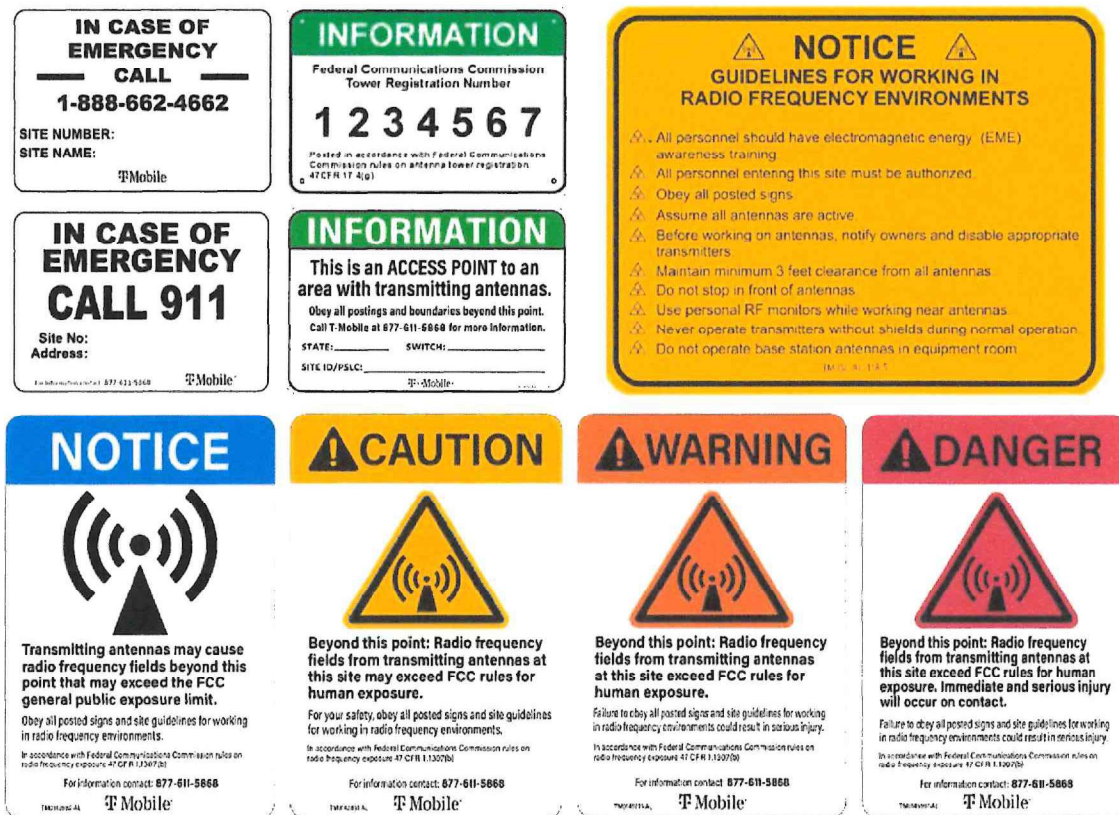 IN CASE OF
EMERGENCY
CALL
1-888-662-4662
SITE NUMBER:
SITE NAME:
T Mobile
INFORMATION
Federal Communications Commission
Tower Registration Number
1 2 3 4 5 6 7
Posted in accordance with Federal Communications
Commission rules on antenna tower registration
47CFR 17 4(g)
NOTICE
GUIDELINES FOR WORKING IN
RADIO FREQUENCY ENVIRONMENTS
All personnel should have electromagnetic energy (EME)
awareness training
All personnel entering this site must be authorized.
Obey all posted signs.
Assume all antennas are active
Before working on antennas, notify owners and disable appropriate
transmitters.
Maintain minimum 3 feet clearance from all antennas.
Do not stop in front of antennas
Use personal RF monitors while working near antennas.
Never operate transmitters without shields during normal operation.
Do not operate base station antennas in equipment room
IN CASE OF
EMERGENCY
CALL 911
Site No:
Address:
For information contact 877-611-5868
T Mobile
INFORMATION
This is an ACCESS POINT to an
area with transmitting antennas.
Obey all postings and boundaries beyond this point.
Call T-Mobile at 877-611-5868 for more information.
STATE: SWITCH:
SITE ID/PSLC:
T-Mobile
NOTICE
Transmitting antennas may cause
radio frequency fields beyond this
point that may exceed the FCC
general public exposure limit.
Obey all posted signs and site guidelines for working
in radio frequency environments.
In accordance with Federal Communications Commission rules on
radio frequency exposure 47 CFR 1.1307(b)
For information contact: 877-611-5868
T Mobile
CAUTION
Beyond this point: Radio frequency
fields from transmitting antennas at
this site may exceed FCC rules for
human exposure.
For your safety, obey all posted signs and site guidelines
for working in radio frequency environments.
In accordance with Federal Communications Commission rules on
radio frequency exposure 47 CFR 1.1307(b)
For information contact: 877-611-5868
T Mobile
WARNING
Beyond this point: Radio frequency
fields from transmitting antennas
at this site exceed FCC rules for
human exposure.
Failure to obey all posted signs and site guidelines for working
in radio frequency environments could result in serious injury.
In accordance with Federal Communications Commission rules on
radio frequency exposure 47 CFR 1.1307(b)
For information contact: 877-611-5868
T Mobile
DANGER
Beyond this point: Radio frequency
fields from transmitting antennas at
this site exceed FCC rules for human
exposure. Immediate and serious injury
will occur on contact.
Failure to obey all posted signs and site guidelines for working
in radio frequency environments could result in serious injury
In accordance with Federal Communications Commission rules on
radio frequency exposure 47 CFR 1.1307(b)
For information contact: 877-611-5868
T Mobile